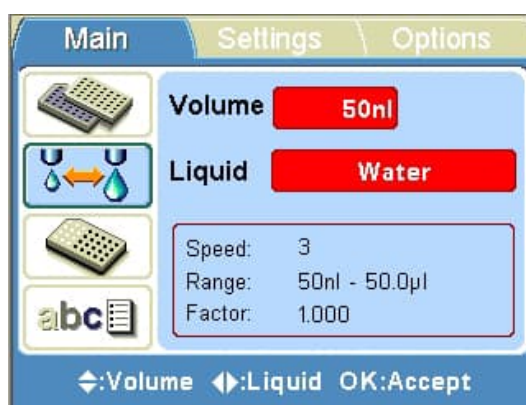 Main Settings Options
Volume 50nl
Liquid Water
Speed: 3
Range: 50nl - 50.0µl
Factor: 1.000
abc
:Volume :Liquid OK:Accept